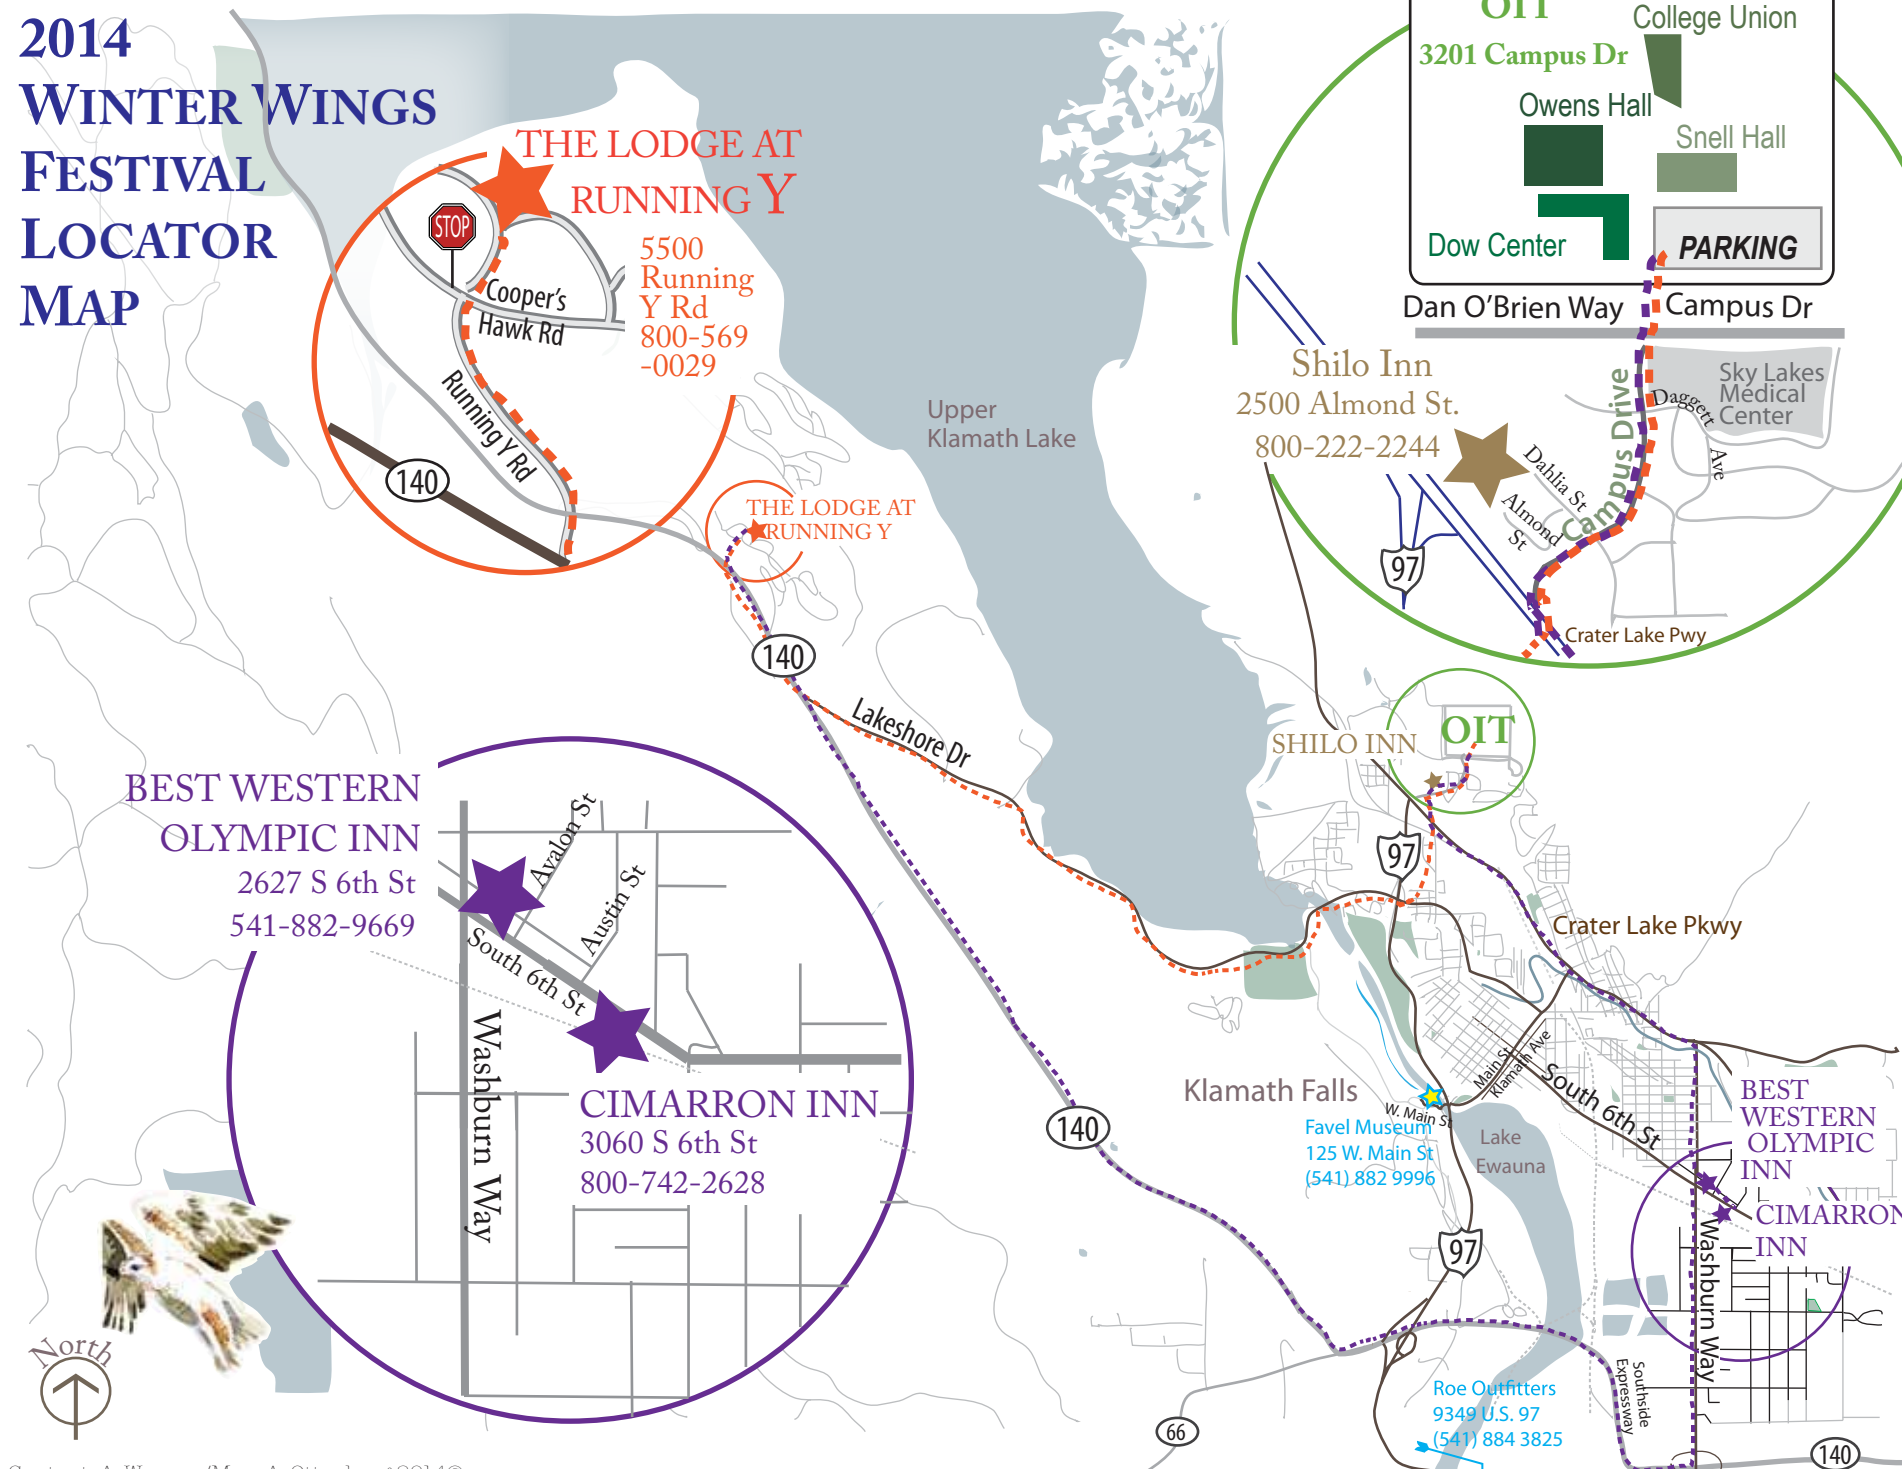 2014
WINTER WINGS
FESTIVAL
LOCATOR
MAP
THE LODGE AT
RUNNING Y
5500
Running
Y Rd
800-569
-0029
STOP
Cooper's
Hawk Rd
Running Y Rd
140
OIT
3201 Campus Dr
College Union
Owens Hall
Snell Hall
Dow Center
PARKING
Dan O'Brien Way
Campus Dr
Shilo Inn
2500 Almond St.
800-222-2244
Sky Lakes
Medical
Center
Daggett
Ave
Campus Drive
Dahlia St
Almond
St
97
Crater Lake Pwy
Upper
Klamath Lake
THE LODGE AT
RUNNING Y
140
Lakeshore Dr
SHILO INN
OIT
97
Crater Lake Pkwy
BEST WESTERN
OLYMPIC INN
2627 S 6th St
541-882-9669
Avalon St
Austin St
South 6th St
Washburn Way
CIMARRON INN
3060 S 6th St
800-742-2628
140
Klamath Falls
Main St
Klamath Ave
South 6th St
W. Main St
Favel Museum
125 W. Main St
(541) 882 9996
Lake
Ewauna
BEST
WESTERN
OLYMPIC
INN
CIMARRON
INN
Washburn Way
97
Southside
Expressway
Roe Outfitters
9349 U.S. 97
(541) 884 3825
66
140
North